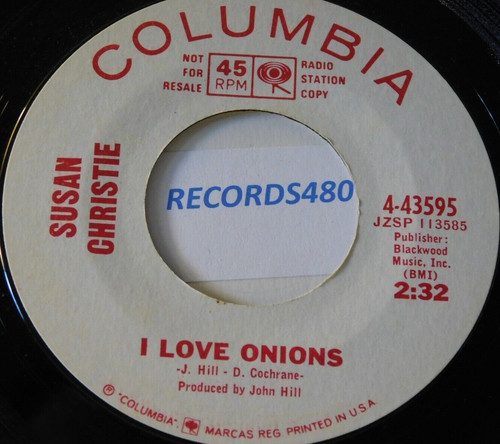 COLUMBIA
NOT FOR RESALE
45 RPM
RADIO STATION COPY
SUSAN CHRISTIE
RECORDS480
4-43595
JZSP 113585
Publisher:
Blackwood
Music, Inc.
(BMI)
2:32
I LOVE ONIONS
-J. Hill - D. Cochrane-
Produced by John Hill
℗ "COLUMBIA", MARCAS REG. PRINTED IN U.S.A.